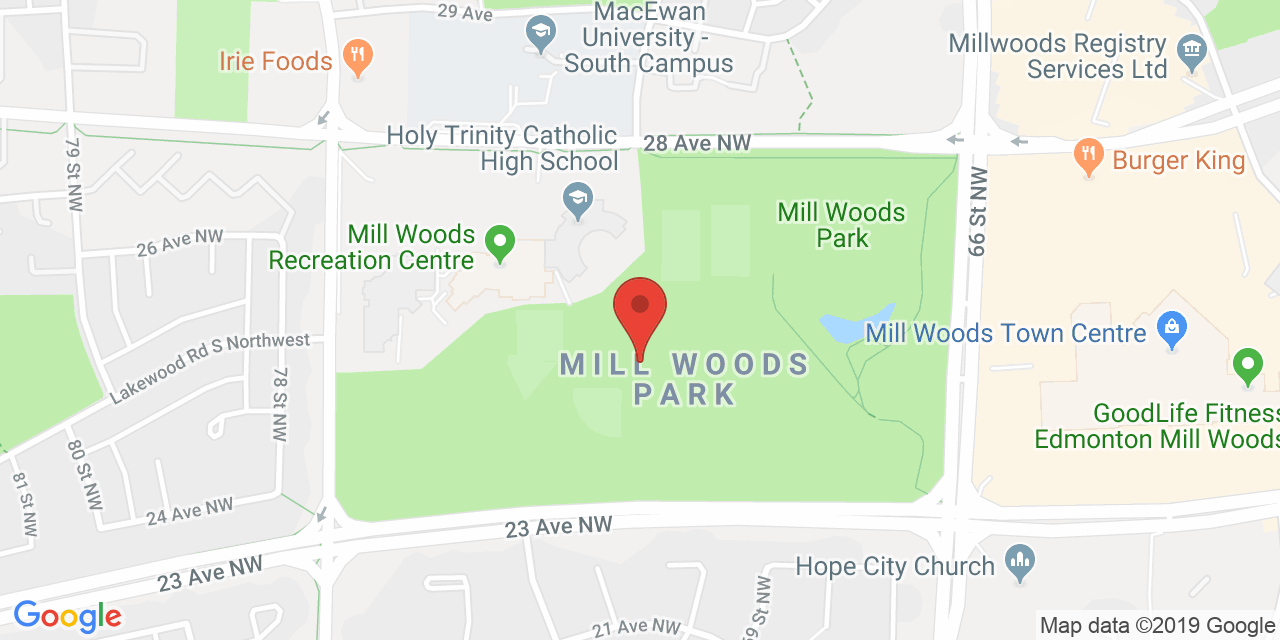 29 Ave
MacEwan
University -
South Campus
Irie Foods
Millwoods Registry
Services Ltd
Holy Trinity Catholic
High School
28 Ave NW
Burger King
79 St NW
Mill Woods
Park
66 St NW
26 Ave NW
Mill Woods
Recreation Centre
Mill Woods Town Centre
Lakewood Rd S Northwest
MILL WOODS
PARK
78 St NW
GoodLife Fitness
Edmonton Mill Woods
80 St NW
81 St NW
24 Ave NW
23 Ave NW
23 Ave NW
Hope City Church
59 St NW
21 Ave NW
Google
Map data ©2019 Google